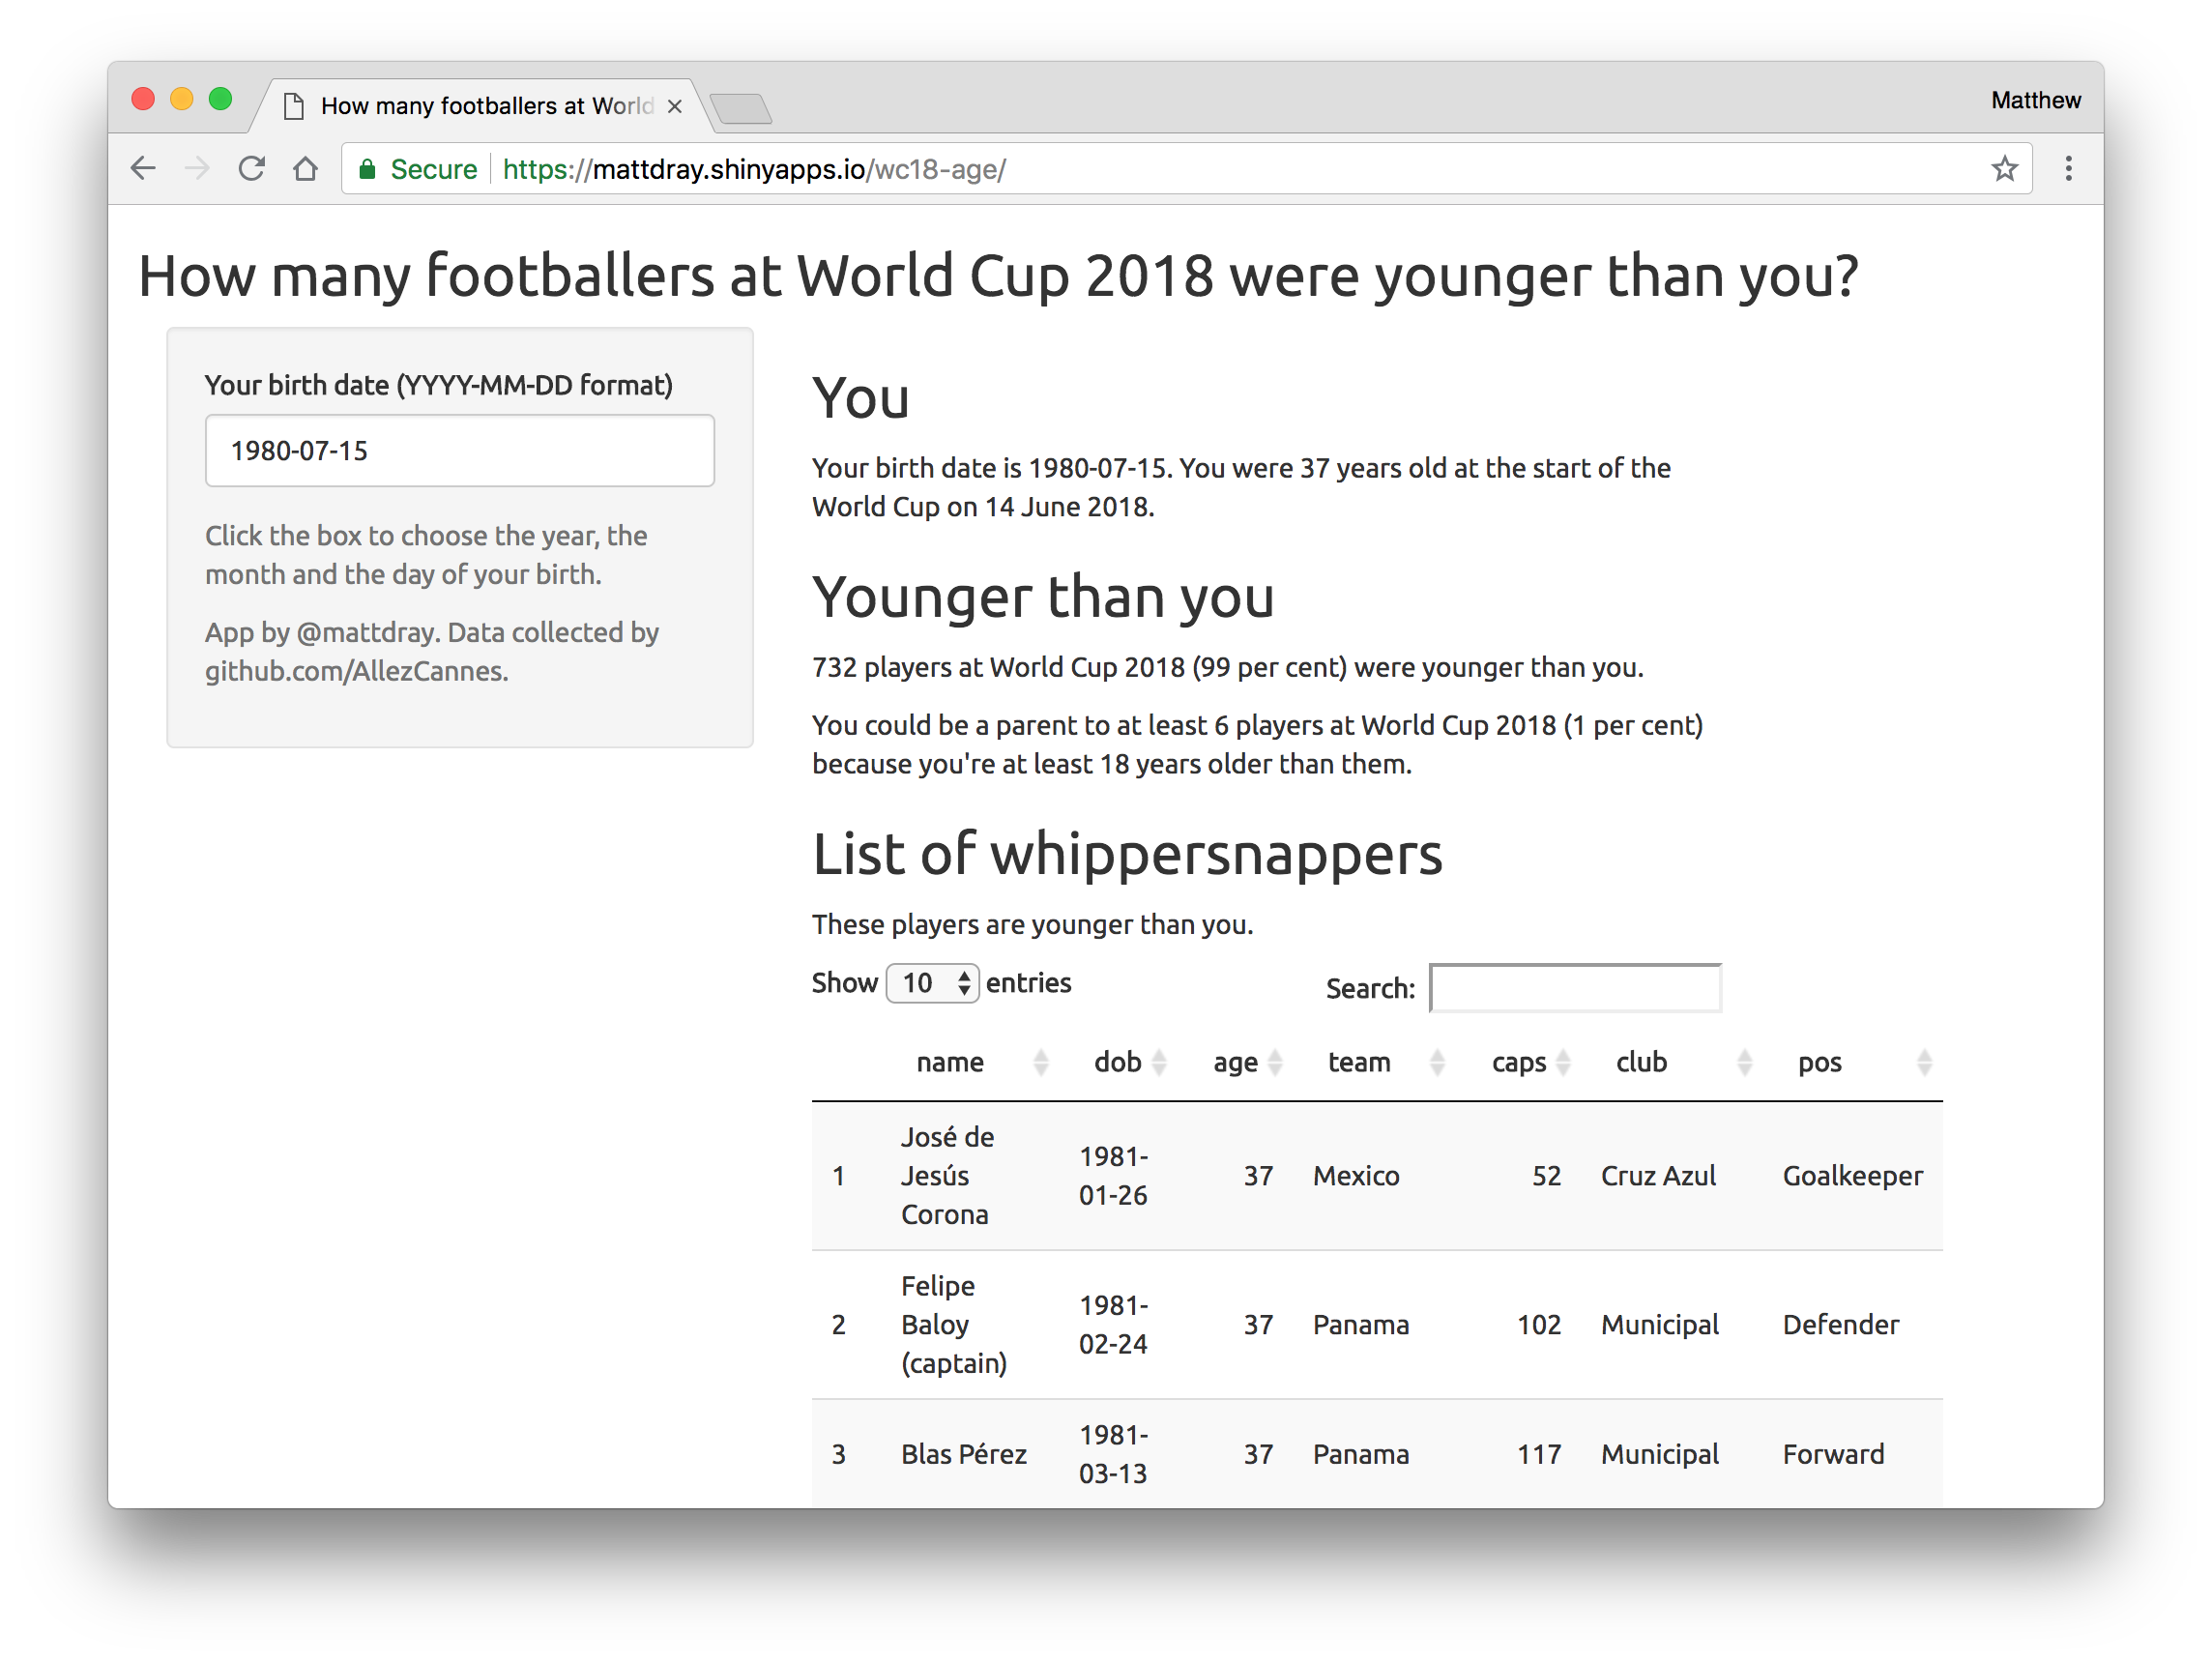 How many footballers at World
Matthew
Secure https://mattdray.shinyapps.io/wc18-age/
How many footballers at World Cup 2018 were younger than you?
Your birth date (YYYY-MM-DD format)
1980-07-15
Click the box to choose the year, the
month and the day of your birth.
App by @mattdray. Data collected by
github.com/AllezCannes.
You
Your birth date is 1980-07-15. You were 37 years old at the start of the
World Cup on 14 June 2018.
Younger than you
732 players at World Cup 2018 (99 per cent) were younger than you.
You could be a parent to at least 6 players at World Cup 2018 (1 per cent)
because you're at least 18 years older than them.
List of whippersnappers
These players are younger than you.
Show 10 entries
Search:
name dob age team caps club pos
1 José de Jesús Corona 1981-01-26 37 Mexico 52 Cruz Azul Goalkeeper
2 Felipe Baloy (captain) 1981-02-24 37 Panama 102 Municipal Defender
3 Blas Pérez 1981-03-13 37 Panama 117 Municipal Forward